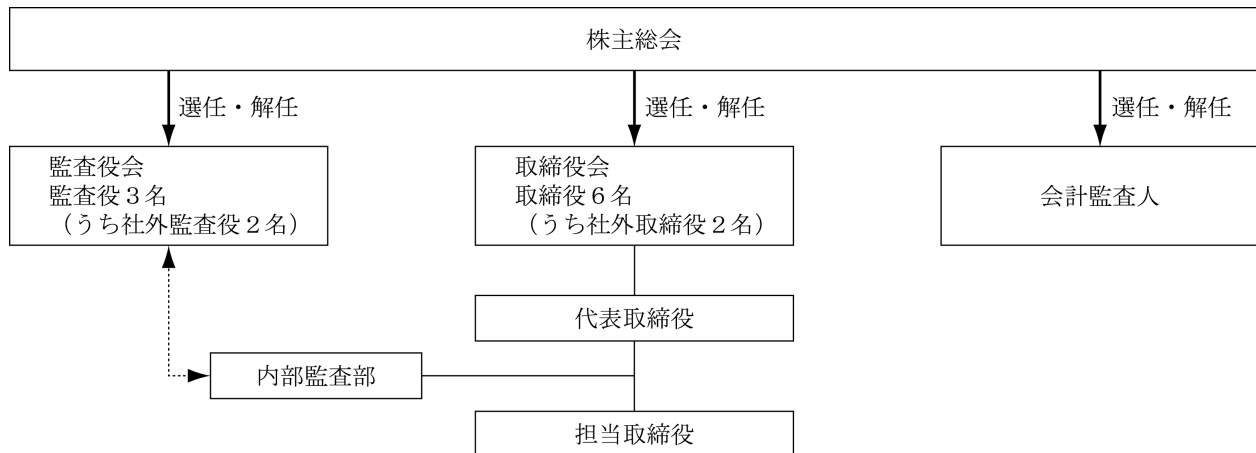 株主総会
選任・解任
選任・解任
選任・解任
監査役会
監査役３名
（うち社外監査役２名）
取締役会
取締役６名
（うち社外取締役２名）
会計監査人
代表取締役
内部監査部
担当取締役